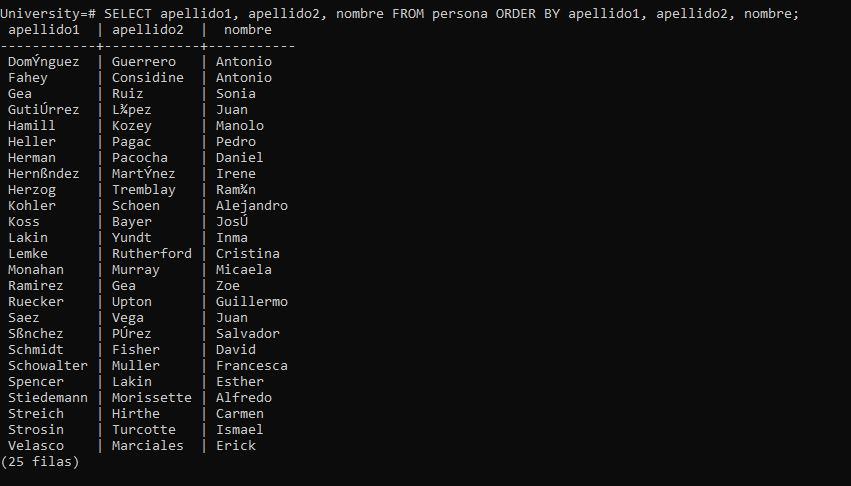 University=# SELECT apellido1, apellido2, nombre FROM persona ORDER BY apellido1, apellido2, nombre;
 apellido1  | apellido2  |  nombre
------------+------------+-----------
 DomÝnguez  | Guerrero   | Antonio
 Fahey      | Considine  | Antonio
 Gea        | Ruiz       | Sonia
 GutiÚrrez  | L¾pez      | Juan
 Hamill     | Kozey      | Manolo
 Heller     | Pagac      | Pedro
 Herman     | Pacocha    | Daniel
 Hernßndez  | MartÝnez   | Irene
 Herzog     | Tremblay   | Ram¾n
 Kohler     | Schoen     | Alejandro
 Koss       | Bayer      | JosÚ
 Lakin      | Yundt      | Inma
 Lemke      | Rutherford | Cristina
 Monahan    | Murray     | Micaela
 Ramirez    | Gea        | Zoe
 Ruecker    | Upton      | Guillermo
 Saez       | Vega       | Juan
 Sßnchez    | PÚrez      | Salvador
 Schmidt    | Fisher     | David
 Schowalter | Muller     | Francesca
 Spencer    | Lakin      | Esther
 Stiedemann | Morissette | Alfredo
 Streich    | Hirthe     | Carmen
 Strosin    | Turcotte   | Ismael
 Velasco    | Marciales  | Erick
(25 filas)